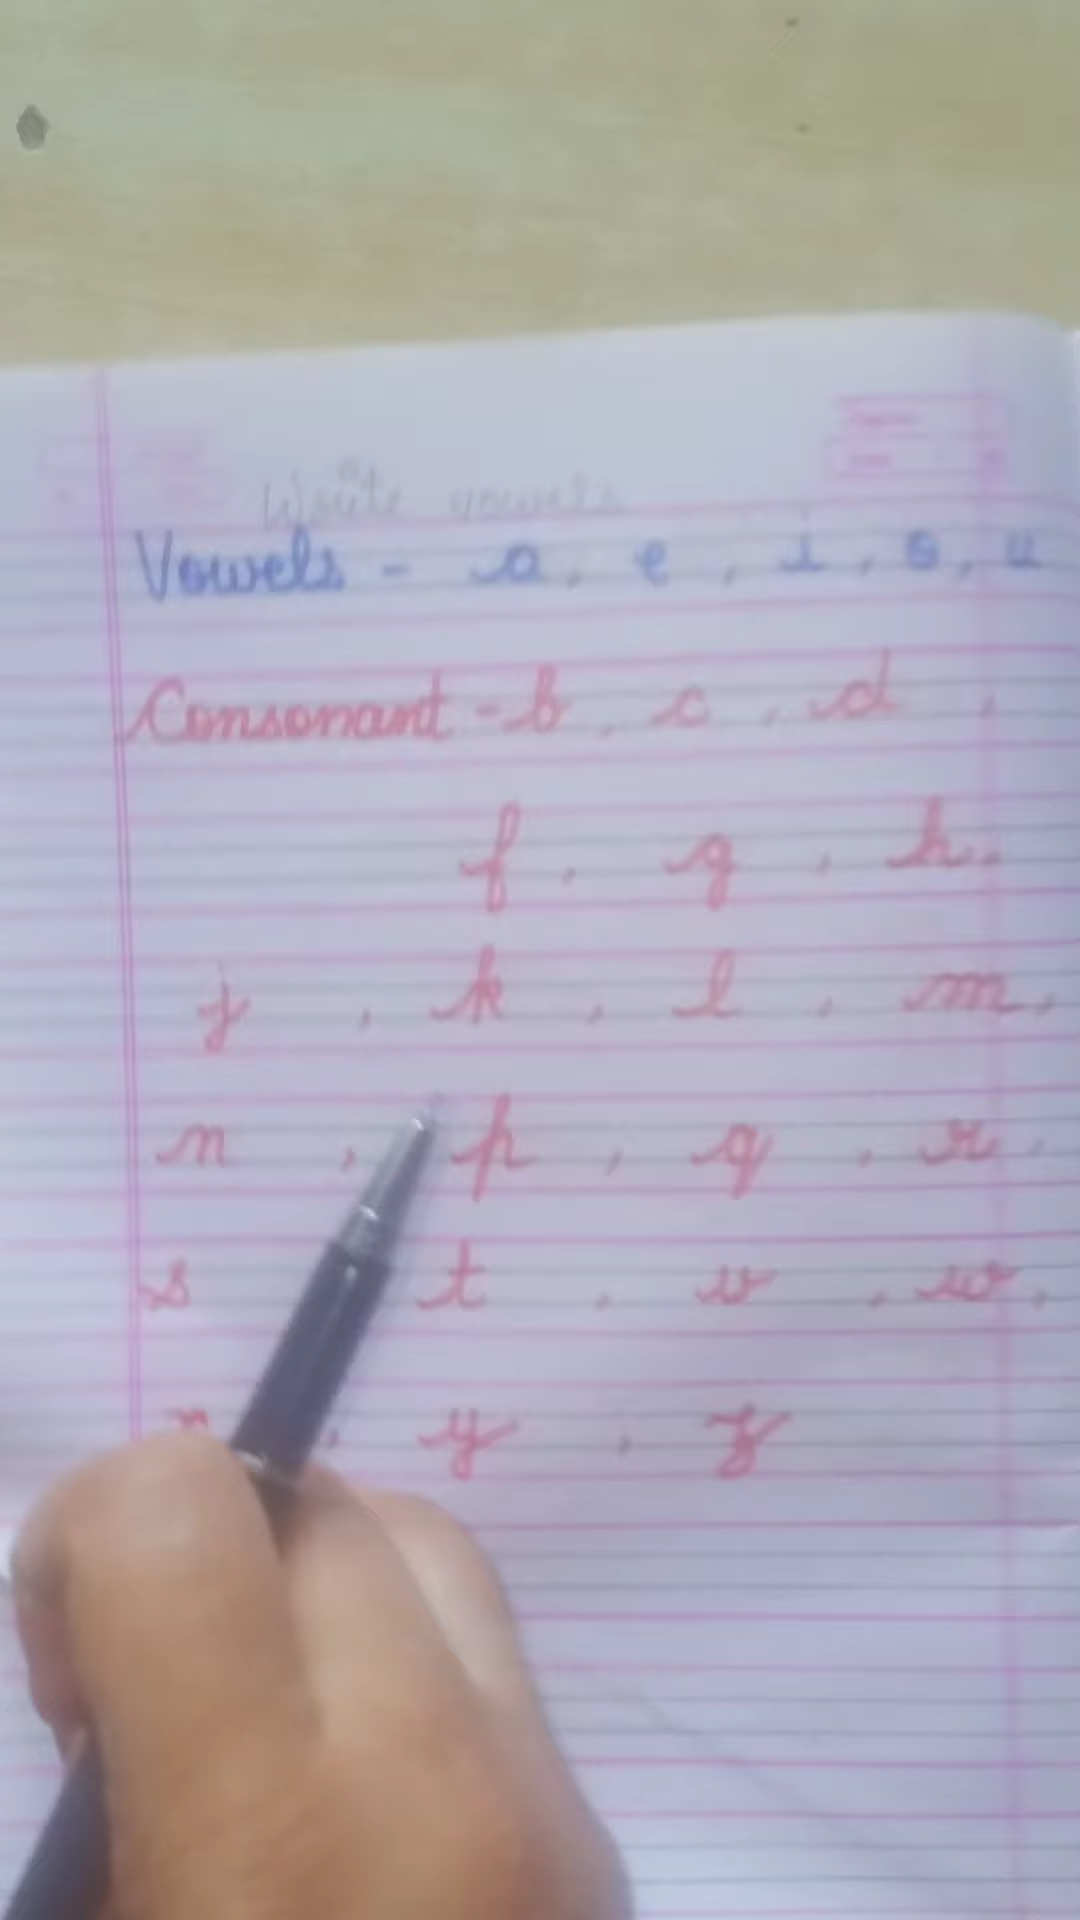 Write vowels
Vowels - a, e, i, o, u
Consonant - b, c, d,
f, g, h,
j, k, l, m,
n, p, q, r,
s t, v, w,
, y, z